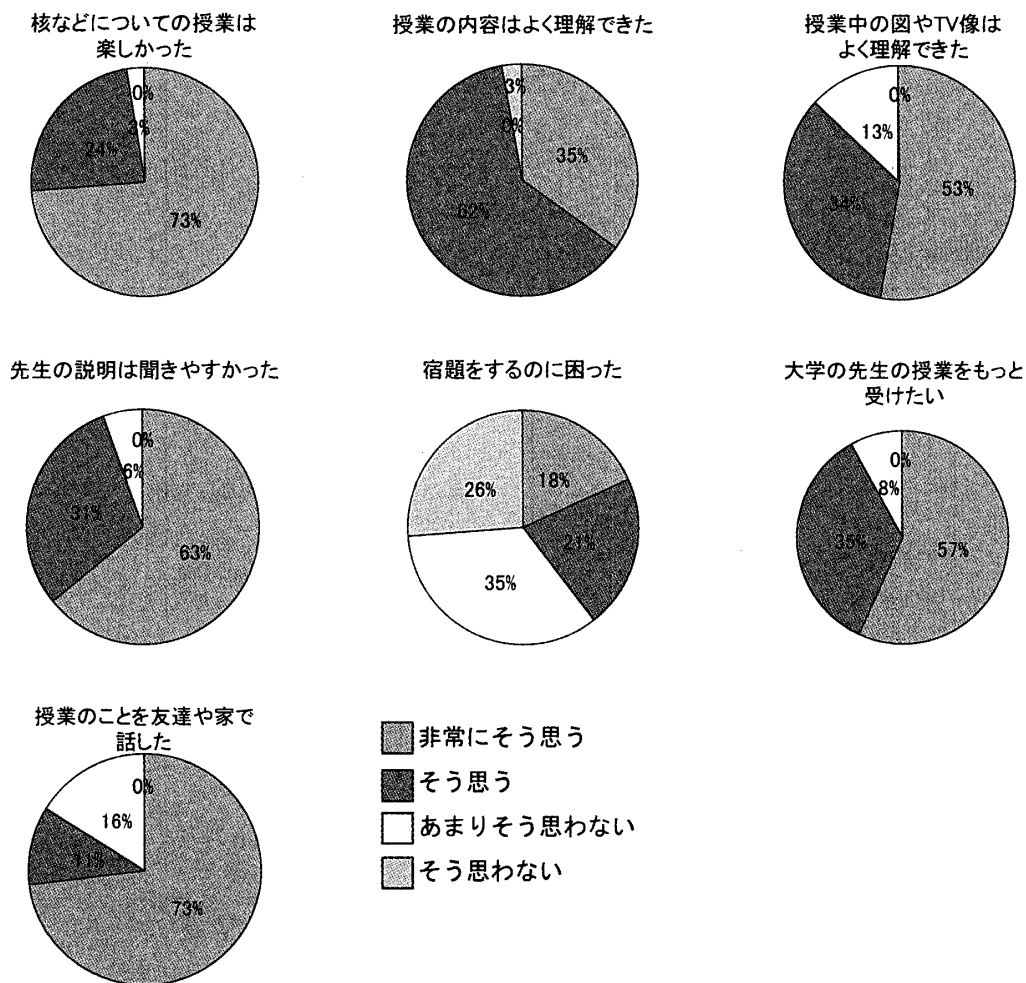 核などについての授業は
楽しかった
0%
3%
24%
73%
授業の内容はよく理解できた
3%
0%
35%
62%
授業中の図やTV像は
よく理解できた
0%
13%
53%
34%
先生の説明は聞きやすかった
0%
6%
31%
63%
宿題をするのに困った
18%
26%
21%
35%
大学の先生の授業をもっと
受けたい
0%
8%
35%
57%
授業のことを友達や家で
話した
0%
16%
11%
73%
非常にそう思う
そう思う
あまりそう思わない
そう思わない